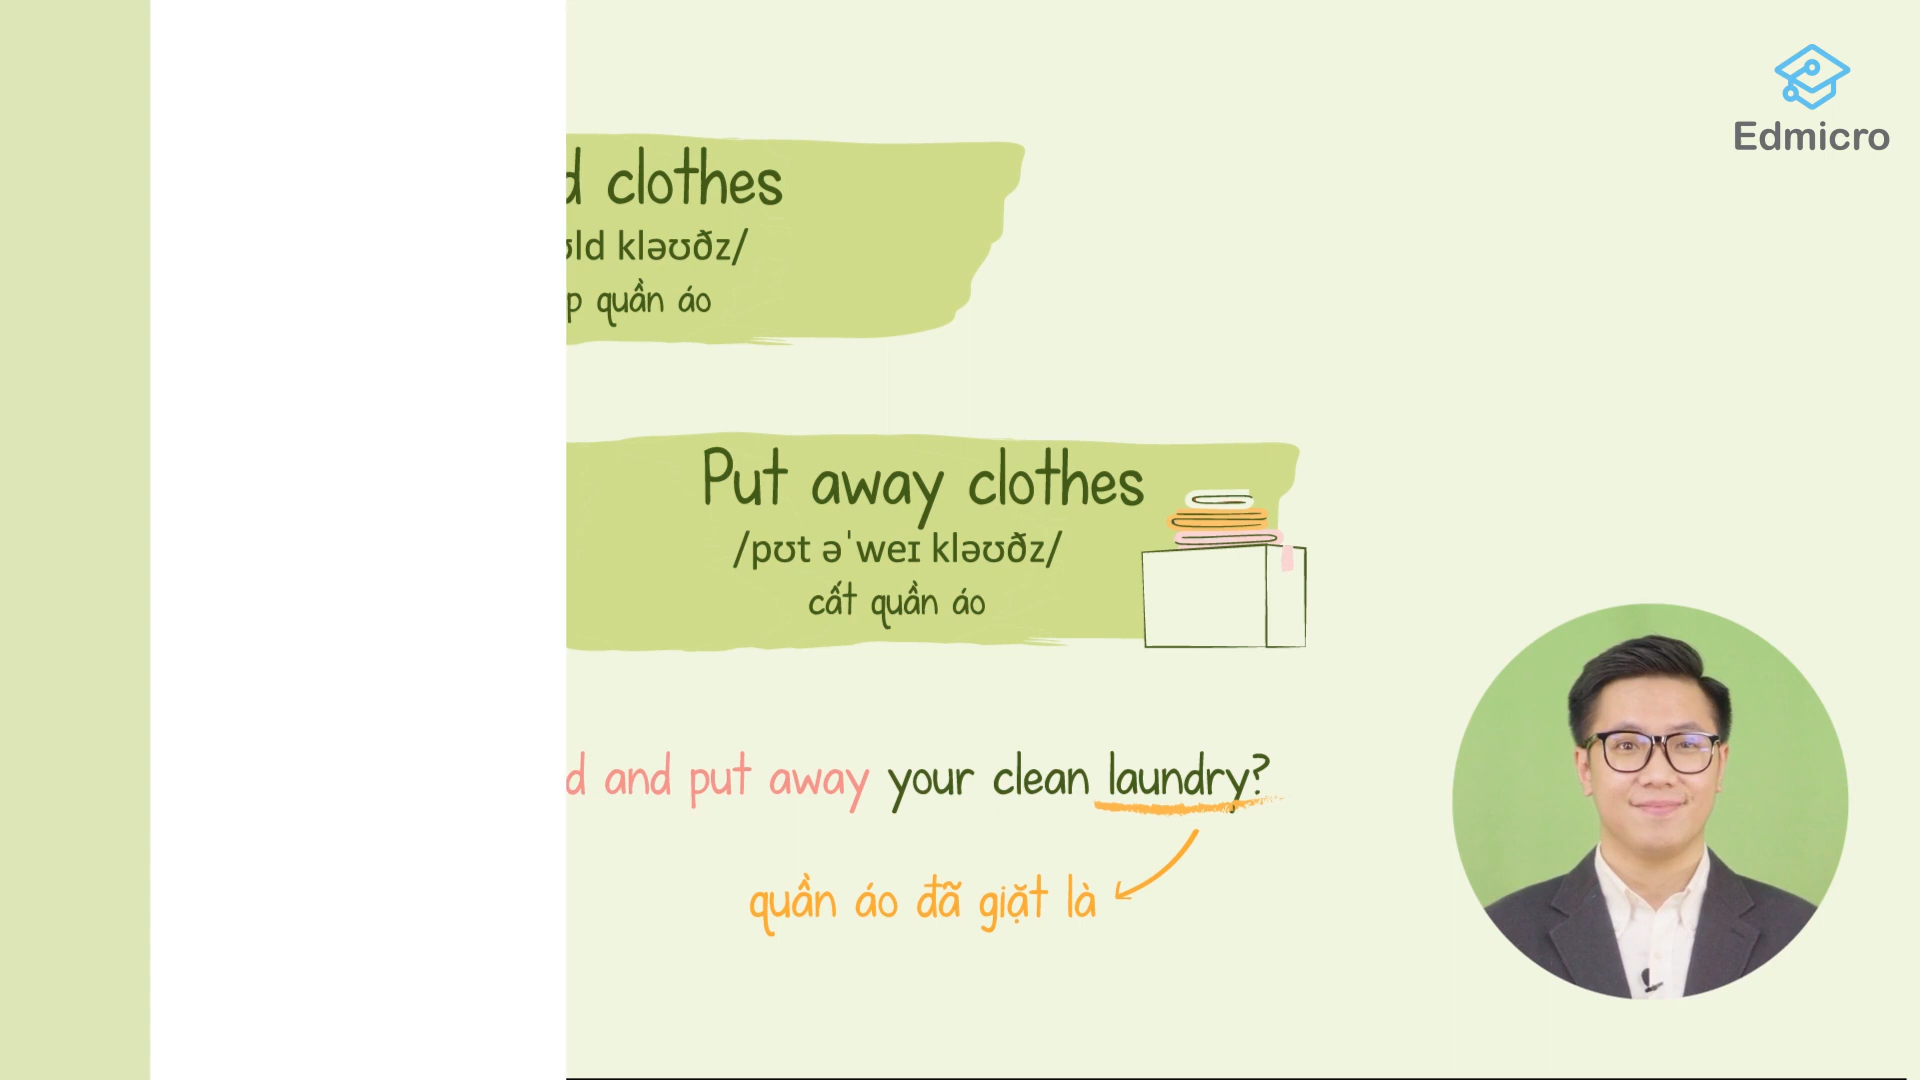 Edmicro
clothes
kləʊðz/
quần áo
Put away clothes
/pʊt əˈweɪ kləʊðz/
cất quần áo
and put away your clean laundry?
quần áo đã giặt là